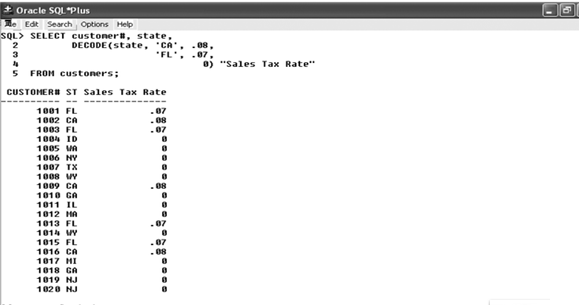 Oracle SQL*Plus
File Edit Search Options Help
SQL> SELECT customer#, state,
2 DECODE(state, 'CA', .08,
3 'FL', .07,
4 0) "Sales Tax Rate"
5 FROM customers;
CUSTOMER# ST Sales Tax Rate
---------- -- --------------
1001 FL .07
1002 CA .08
1003 FL .07
1004 ID 0
1005 WA 0
1006 NY 0
1007 TX 0
1008 WY 0
1009 CA .08
1010 GA 0
1011 IL 0
1012 MA 0
1013 FL .07
1014 WY 0
1015 FL .07
1016 CA .08
1017 MI 0
1018 GA 0
1019 NJ 0
1020 NJ 0